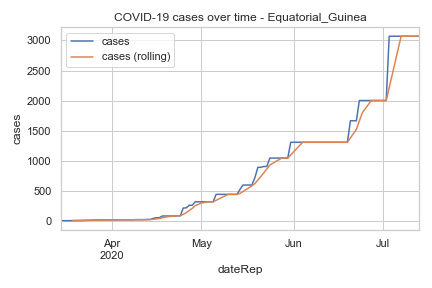 COVID-19 cases over time - Equatorial_Guinea
cases
cases (rolling)
3000
2500
2000
1500
1000
500
0
cases
Apr
2020
May
Jun
Jul
dateRep